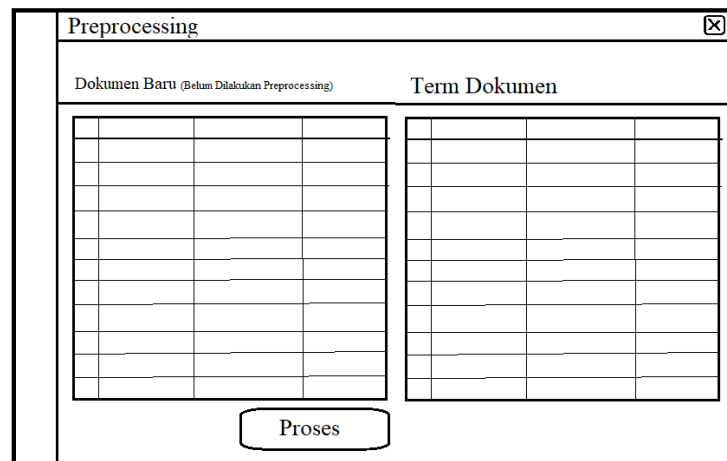 Preprocessing
Dokumen Baru (Belum Dilakukan Preprocessing)
Term Dokumen
Proses